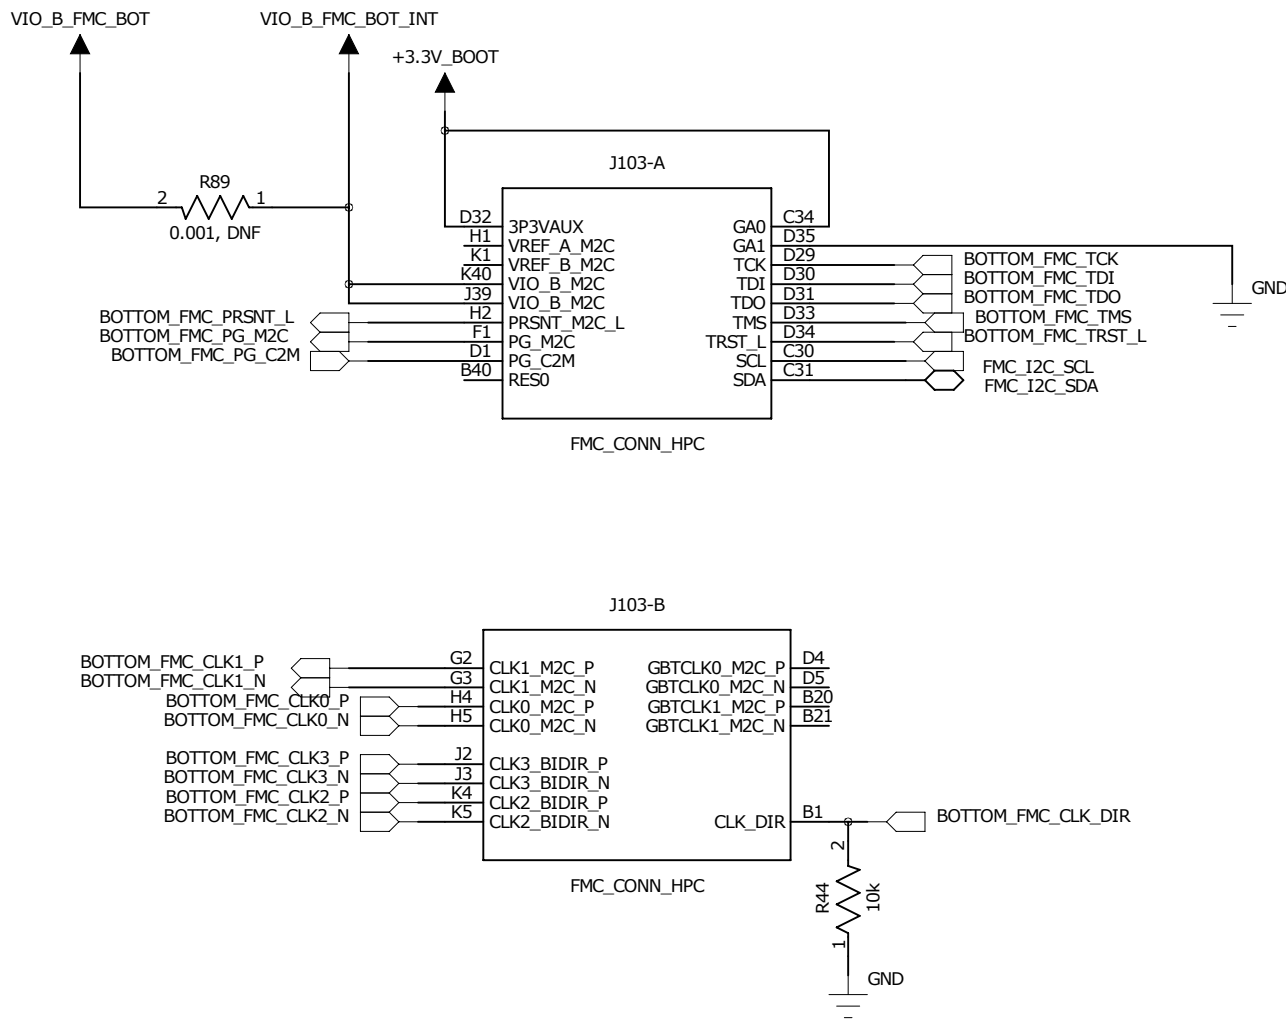 VIO_B_FMC_BOT
VIO_B_FMC_BOT_INT
+3.3V_BOOT
J103-A
R89
2
1
0.001, DNF
D32 3P3VAUX
H1 VREF_A_M2C
K1 VREF_B_M2C
K40 VIO_B_M2C
J39 VIO_B_M2C
BOTTOM_FMC_PRSNT_L H2 PRSNT_M2C_L
BOTTOM_FMC_PG_M2C F1 PG_M2C
BOTTOM_FMC_PG_C2M D1 PG_C2M
B40 RES0
GA0 C34
GA1 D35
TCK D29 BOTTOM_FMC_TCK
TDI D30 BOTTOM_FMC_TDI
TDO D31 BOTTOM_FMC_TDO
TMS D33 BOTTOM_FMC_TMS
TRST_L D34 BOTTOM_FMC_TRST_L
SCL C30 FMC_I2C_SCL
SDA C31 FMC_I2C_SDA
GND
FMC_CONN_HPC
J103-B
BOTTOM_FMC_CLK1_P G2 CLK1_M2C_P
BOTTOM_FMC_CLK1_N G3 CLK1_M2C_N
BOTTOM_FMC_CLK0_P H4 CLK0_M2C_P
BOTTOM_FMC_CLK0_N H5 CLK0_M2C_N
BOTTOM_FMC_CLK3_P J2 CLK3_BIDIR_P
BOTTOM_FMC_CLK3_N J3 CLK3_BIDIR_N
BOTTOM_FMC_CLK2_P K4 CLK2_BIDIR_P
BOTTOM_FMC_CLK2_N K5 CLK2_BIDIR_N
GBTCLK0_M2C_P D4
GBTCLK0_M2C_N D5
GBTCLK1_M2C_P B20
GBTCLK1_M2C_N B21
CLK_DIR B1 BOTTOM_FMC_CLK_DIR
2
R44
10k
1
GND
FMC_CONN_HPC